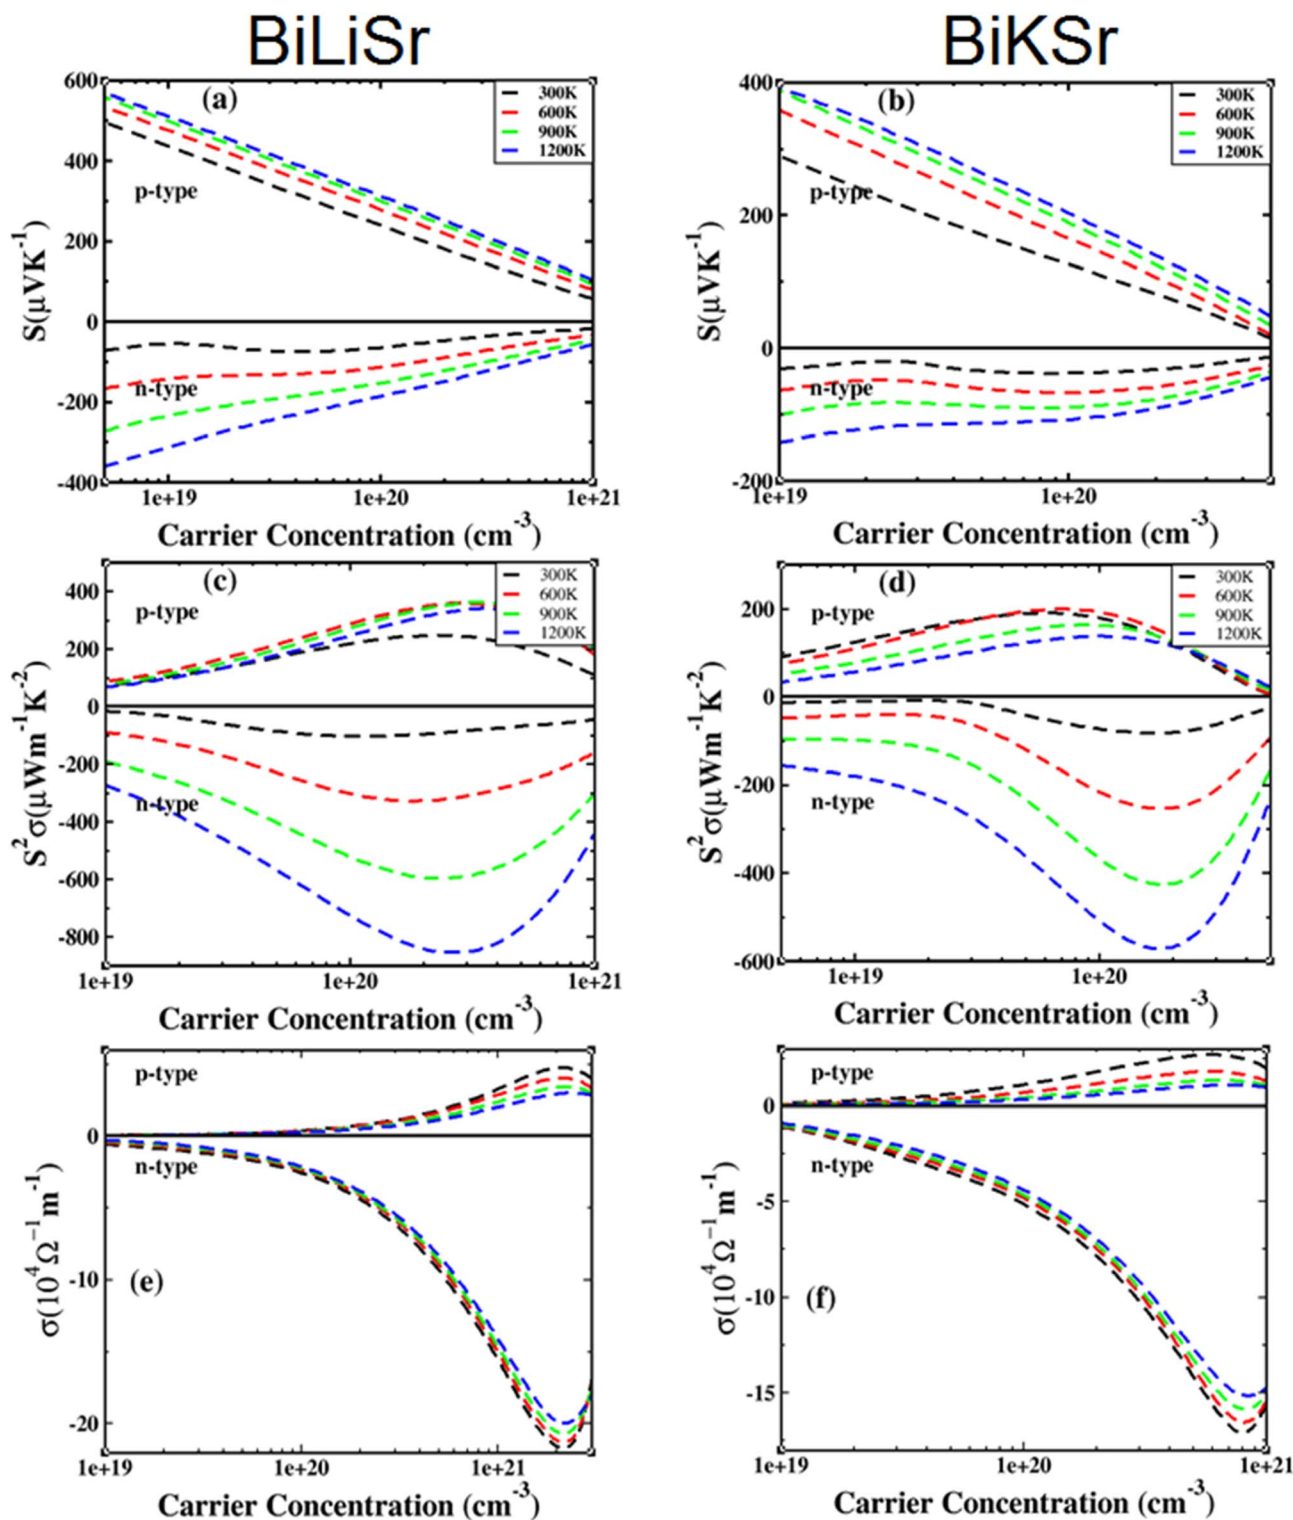 BiLiSr
BiKSr
(a)
300K
600K
900K
1200K
p-type
n-type
600
400
200
0
-200
-400
S(μVK⁻¹)
1e+19 1e+20 1e+21
Carrier Concentration (cm⁻³)
(b)
300K
600K
900K
1200K
p-type
n-type
400
200
0
-200
S(μVK⁻¹)
1e+19 1e+20
Carrier Concentration (cm⁻³)
(c)
300K
600K
900K
1200K
p-type
n-type
400
200
0
-200
-400
-600
-800
S²σ(μWm⁻¹K⁻²)
1e+19 1e+20 1e+21
Carrier Concentration (cm⁻³)
(d)
300K
600K
900K
1200K
p-type
n-type
200
0
-200
-400
-600
S²σ(μWm⁻¹K⁻²)
1e+19 1e+20
Carrier Concentration (cm⁻³)
p-type
n-type
(e)
0
-10
-20
σ(10⁴Ω⁻¹m⁻¹)
1e+19 1e+20 1e+21
Carrier Concentration (cm⁻³)
p-type
n-type
(f)
0
-5
-10
-15
σ(10⁴Ω⁻¹m⁻¹)
1e+19 1e+20 1e+21
Carrier Concentration (cm⁻³)